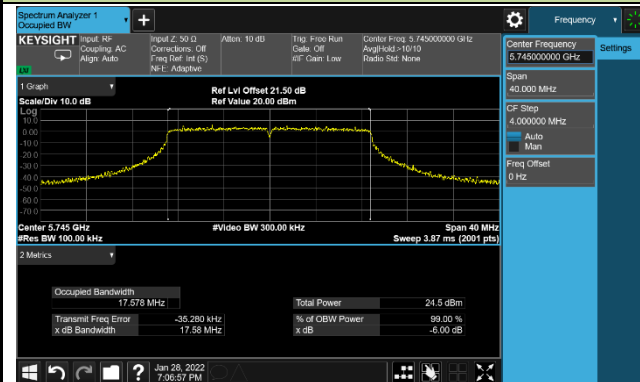 Spectrum Analyzer 1
Occupied BW
+
Frequency
KEYSIGHT
Input: RF
Coupling: AC
Align: Auto
Input Z: 50 Ω
Corrections: Off
Freq Ref: Int (S)
NFE: Adaptive
Atten: 10 dB
Trig: Free Run
Gate: Off
#IF Gain: Low
Center Freq: 5.745000000 GHz
Avg|Hold:>10/10
Radio Std: None
Center Frequency
5.745000000 GHz
Settings
Span
40.000 MHz
CF Step
4.000000 MHz
Auto
Man
Freq Offset
0 Hz
1 Graph
Scale/Div 10.0 dB
Ref Lvl Offset 21.50 dB
Ref Value 20.00 dBm
Log
10.0
0.00
-10.0
-20.0
-30.0
-40.0
-50.0
-60.0
-70.0
Center 5.745 GHz
#Video BW 300.00 kHz
Span 40 MHz
#Res BW 100.00 kHz
Sweep 3.87 ms (2001 pts)
2 Metrics
Occupied Bandwidth
17.578 MHz
Total Power 24.5 dBm
Transmit Freq Error -35.280 kHz
% of OBW Power 99.00 %
x dB Bandwidth 17.58 MHz
x dB -6.00 dB
?
Jan 28, 2022
7:06:57 PM